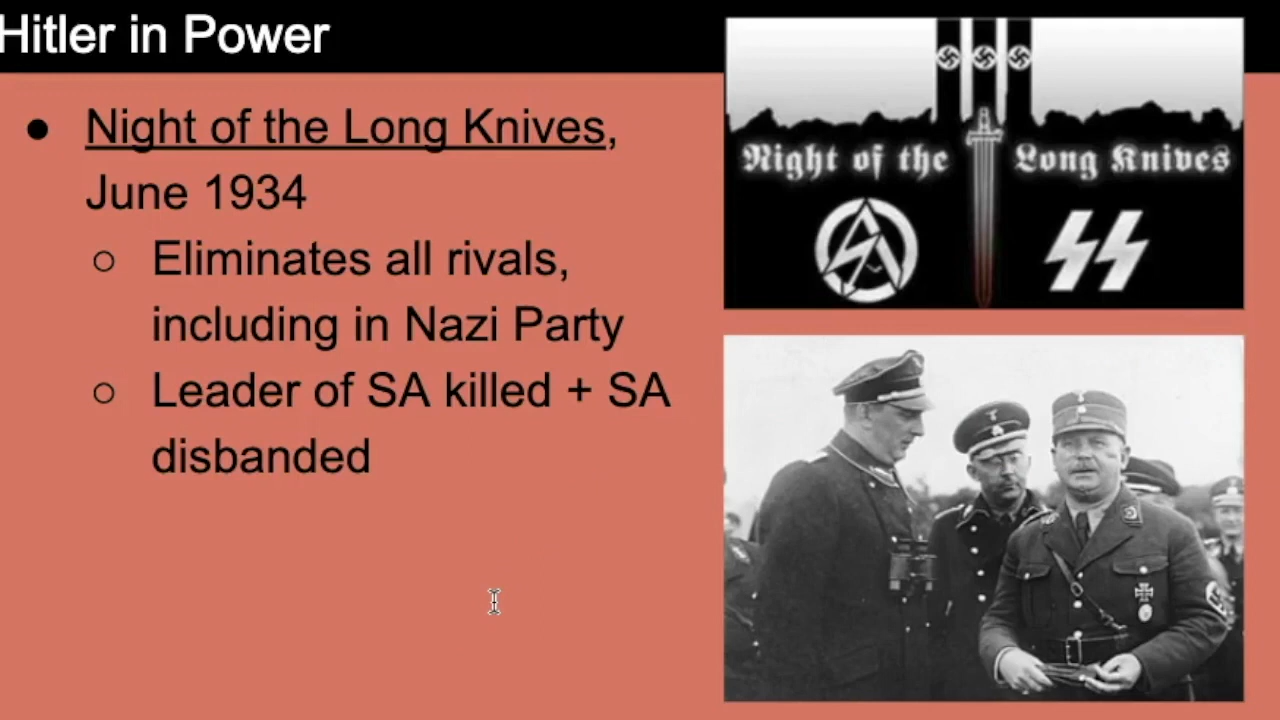 Hitler in Power
Night of the Long Knives,
June 1934
Eliminates all rivals,
including in Nazi Party
Leader of SA killed + SA
disbanded
Night of the Long Knives